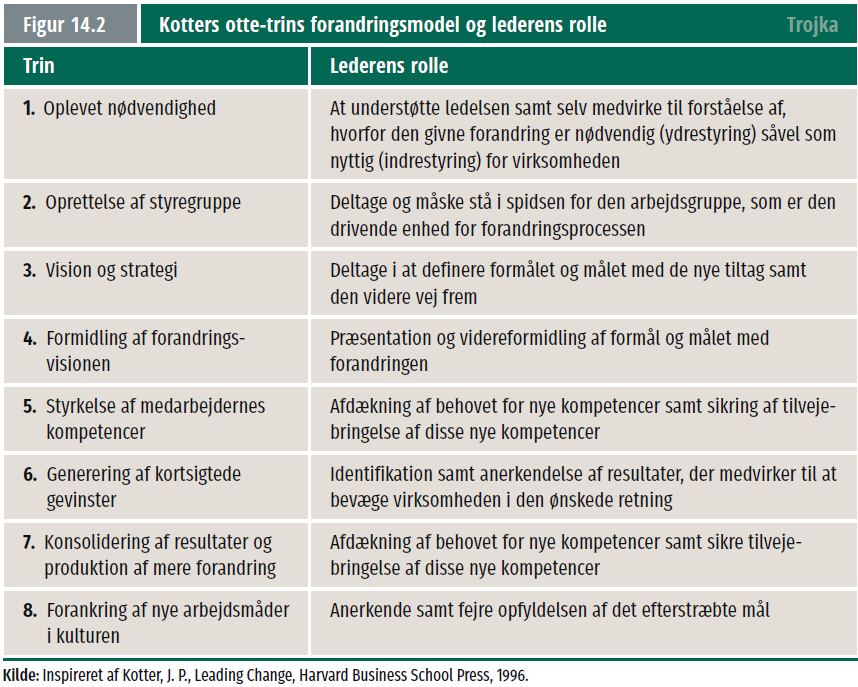 Figur 14.2
Kotters otte-trins forandringsmodel og lederens rolle
Trojka
Trin
Lederens rolle
1. Oplevet nødvendighed
At understøtte ledelsen samt selv medvirke til forståelse af,
hvorfor den givne forandring er nødvendig (ydrestyring) såvel som
nyttig (indrestyring) for virksomheden
2. Oprettelse af styregruppe
Deltage og måske stå i spidsen for den arbejdsgruppe, som er den
drivende enhed for forandringsprocessen
3. Vision og strategi
Deltage i at definere formålet og målet med de nye tiltag samt
den videre vej frem
4. Formidling af forandrings-
visionen
Præsentation og videreformidling af formål og målet med
forandringen
5. Styrkelse af medarbejdernes
kompetencer
Afdækning af behovet for nye kompetencer samt sikring af tilveje-
bringelse af disse nye kompetencer
6. Generering af kortsigtede
gevinster
Identifikation samt anerkendelse af resultater, der medvirker til at
bevæge virksomheden i den ønskede retning
7. Konsolidering af resultater og
produktion af mere forandring
Afdækning af behovet for nye kompetencer samt sikre tilveje-
bringelse af disse nye kompetencer
8. Forankring af nye arbejdsmåder
i kulturen
Anerkende samt fejre opfyldelsen af det efterstræbte mål
Kilde: Inspireret af Kotter, J. P., Leading Change, Harvard Business School Press, 1996.